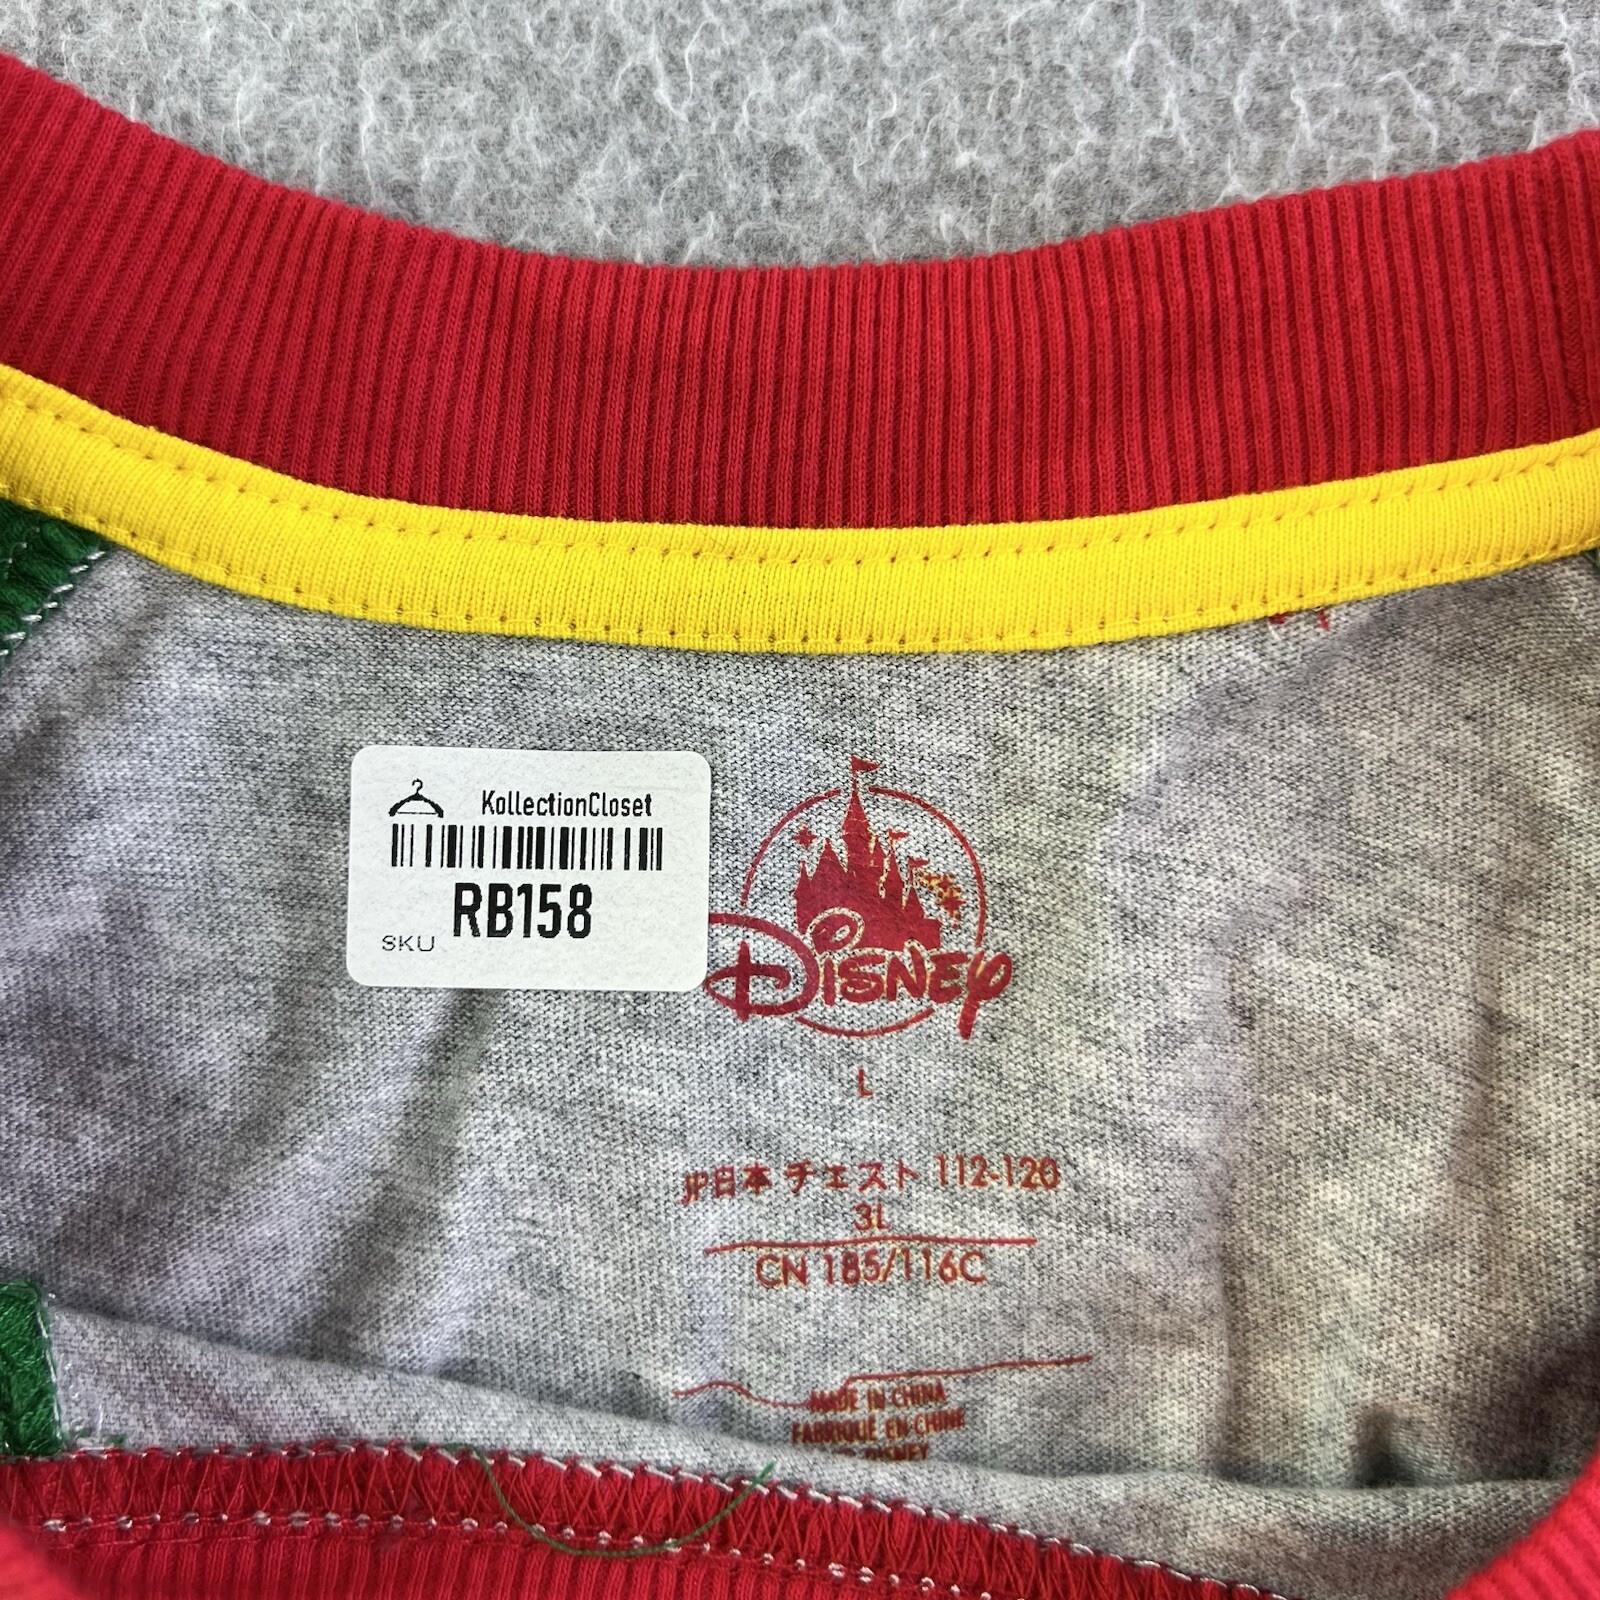 KollectionCloset
SKU RB158
Disney
L
JP日本 チェスト 112-120
3L
CN 185/116C
MADE IN CHINA
FABRIQUÉ EN CHINE
DISNEY